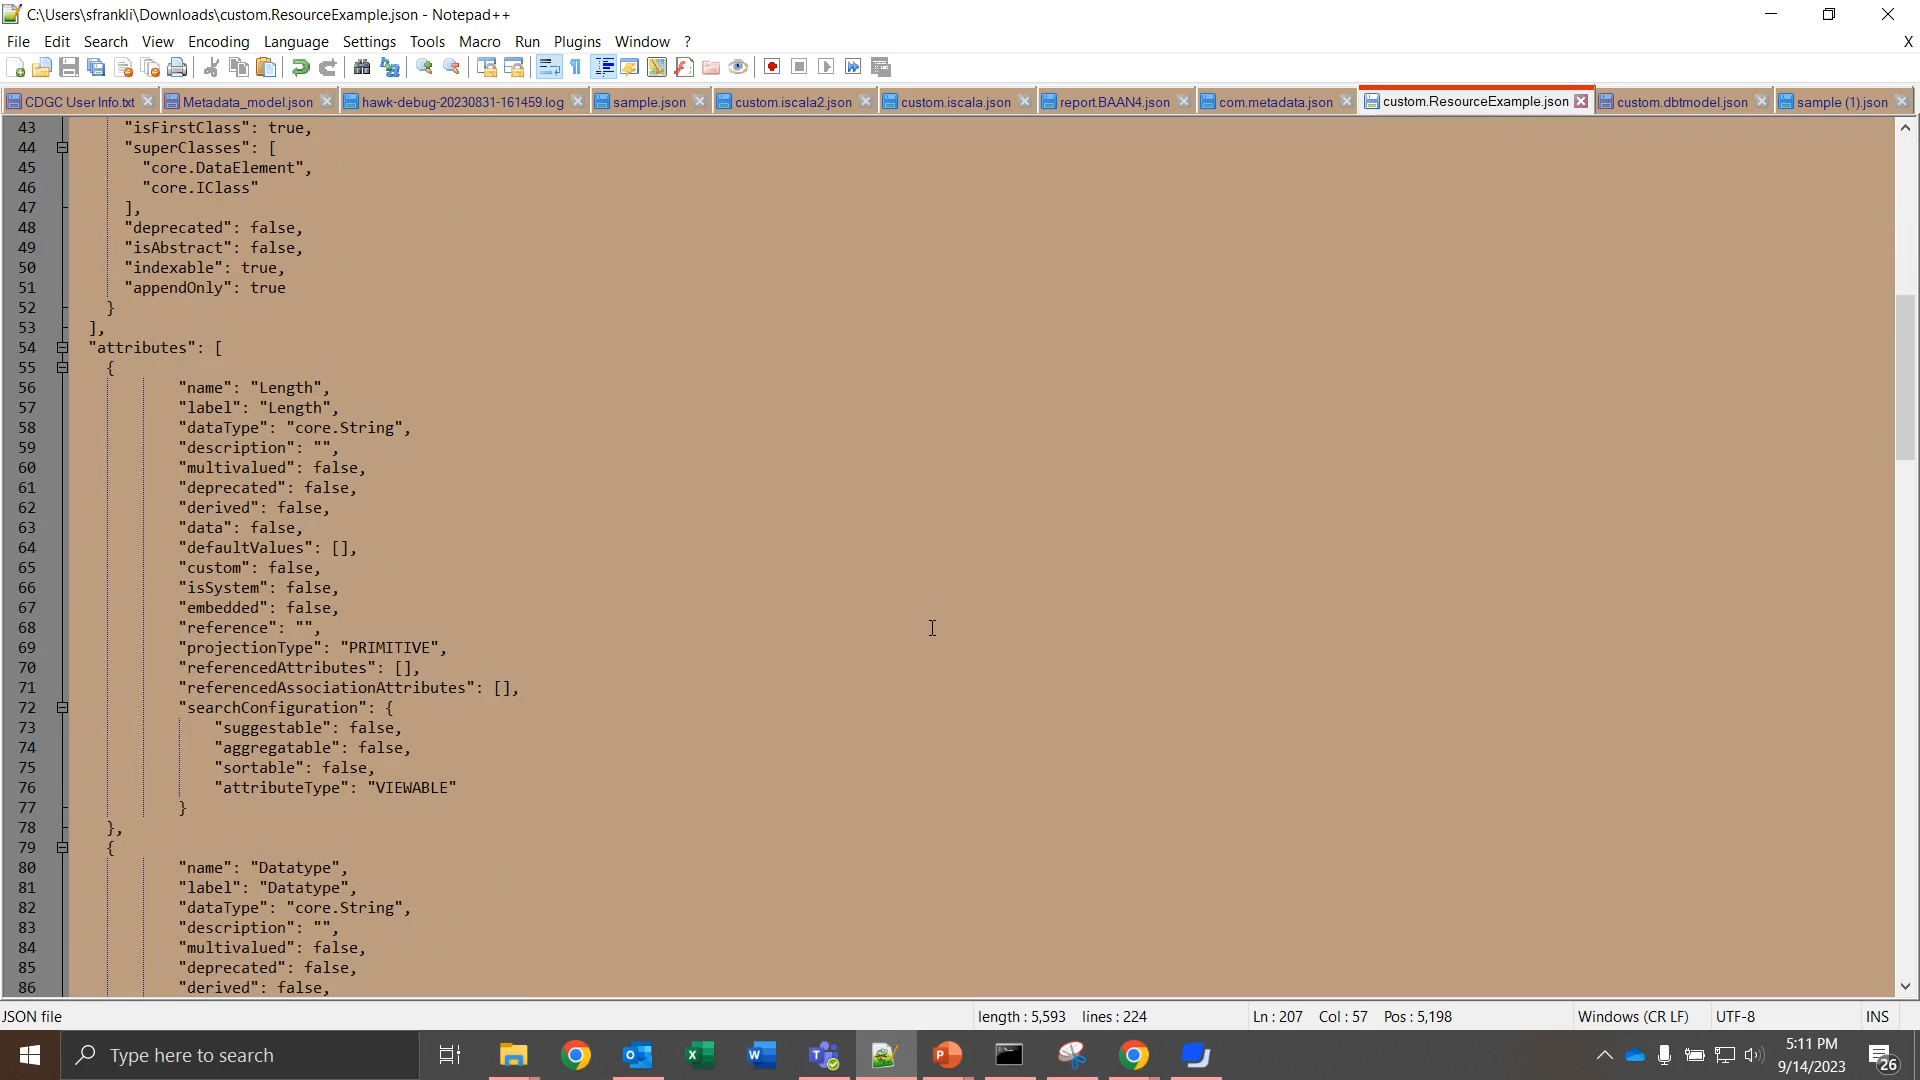 C:\Users\sfrankli\Downloads\custom.ResourceExample.json - Notepad++
File Edit Search View Encoding Language Settings Tools Macro Run Plugins Window ? X
CDGC User Info.txt Metadata_model.json hawk-debug-20230831-161459.log sample.json custom.iscala2.json custom.iscala.json report.BAAN4.json com.metadata.json custom.ResourceExample.json custom.dbtmodel.json sample (1).json
43 "isFirstClass": true,
44 "superClasses": [
45 "core.DataElement",
46 "core.IClass"
47 ],
48 "deprecated": false,
49 "isAbstract": false,
50 "indexable": true,
51 "appendOnly": true
52 }
53 ],
54 "attributes": [
55 {
56 "name": "Length",
57 "label": "Length",
58 "dataType": "core.String",
59 "description": "",
60 "multivalued": false,
61 "deprecated": false,
62 "derived": false,
63 "data": false,
64 "defaultValues": [],
65 "custom": false,
66 "isSystem": false,
67 "embedded": false,
68 "reference": "",
69 "projectionType": "PRIMITIVE",
70 "referencedAttributes": [],
71 "referencedAssociationAttributes": [],
72 "searchConfiguration": {
73 "suggestable": false,
74 "aggregatable": false,
75 "sortable": false,
76 "attributeType": "VIEWABLE"
77 }
78 },
79 {
80 "name": "Datatype",
81 "label": "Datatype",
82 "dataType": "core.String",
83 "description": "",
84 "multivalued": false,
85 "deprecated": false,
86 "derived": false,
JSON file length : 5,593 lines : 224 Ln : 207 Col : 57 Pos : 5,198 Windows (CR LF) UTF-8 INS
Type here to search 5:11 PM
9/14/2023 26